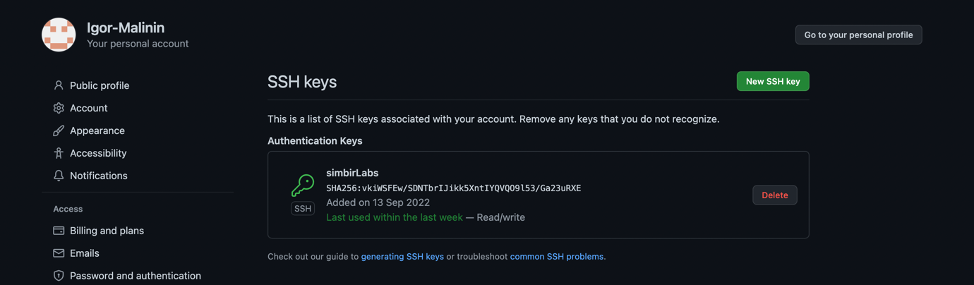 Igor-Malinin
Your personal account
Go to your personal profile
Public profile
Account
Appearance
Accessibility
Notifications
Access
Billing and plans
Emails
Password and authentication
SSH keys
New SSH key
This is a list of SSH keys associated with your account. Remove any keys that you do not recognize.
Authentication Keys
simbirLabs
SHA256:vkiWSFEw/SDNTbrIJikk5XntIYQVQO9l53/Ga23uRXE
Added on 13 Sep 2022
Last used within the last week — Read/write
SSH
Delete
Check out our guide to generating SSH keys or troubleshoot common SSH problems.